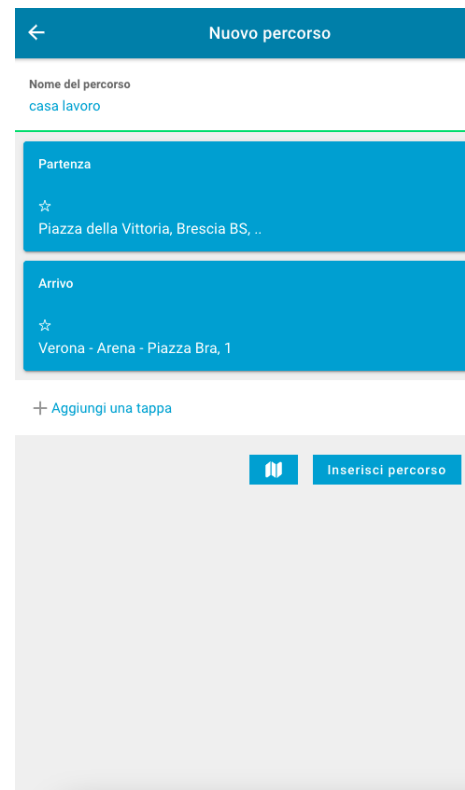 Nuovo percorso
Nome del percorso
casa lavoro
Partenza
Piazza della Vittoria, Brescia BS, ..
Arrivo
Verona - Arena - Piazza Bra, 1
+ Aggiungi una tappa
Inserisci percorso